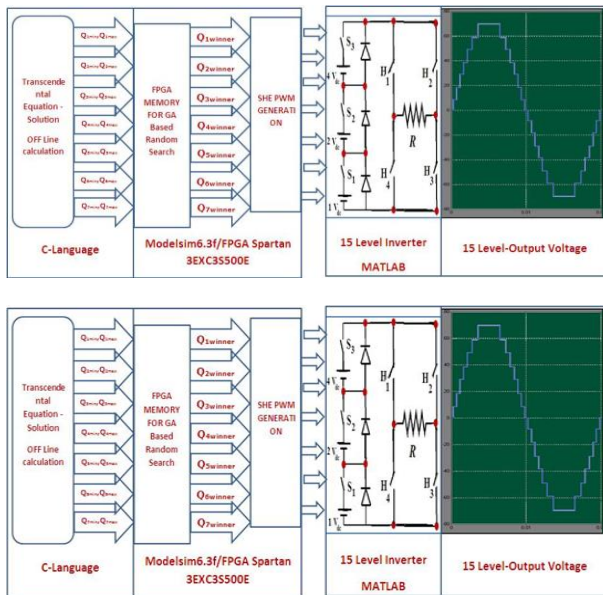 Transcende
ntal
Equation -
Solution
OFF Line
calculation
FPGA
MEMORY
FOR GA
Based
Random
Search
Q1winner
Q2winner
Q3winner
Q4winner
Q5winner
Q6winner
Q7winner
SHE PWM
GENERATI
ON
S3
4 Vdc
S2
2 Vdc
S1
1 Vdc
H1
H2
R
H4
H3
C-Language
Modelsim6.3f/FPGA Spartan
3EXC3S500E
15 Level Inverter
MATLAB
15 Level-Output Voltage
Transcende
ntal
Equation -
Solution
OFF Line
calculation
FPGA
MEMORY
FOR GA
Based
Random
Search
Q1winner
Q2winner
Q3winner
Q4winner
Q5winner
Q6winner
Q7winner
SHE PWM
GENERATI
ON
S3
4 Vdc
S2
2 Vdc
S1
1 Vdc
H1
H2
R
H4
H3
C-Language
Modelsim6.3f/FPGA Spartan
3EXC3S500E
15 Level Inverter
MATLAB
15 Level-Output Voltage